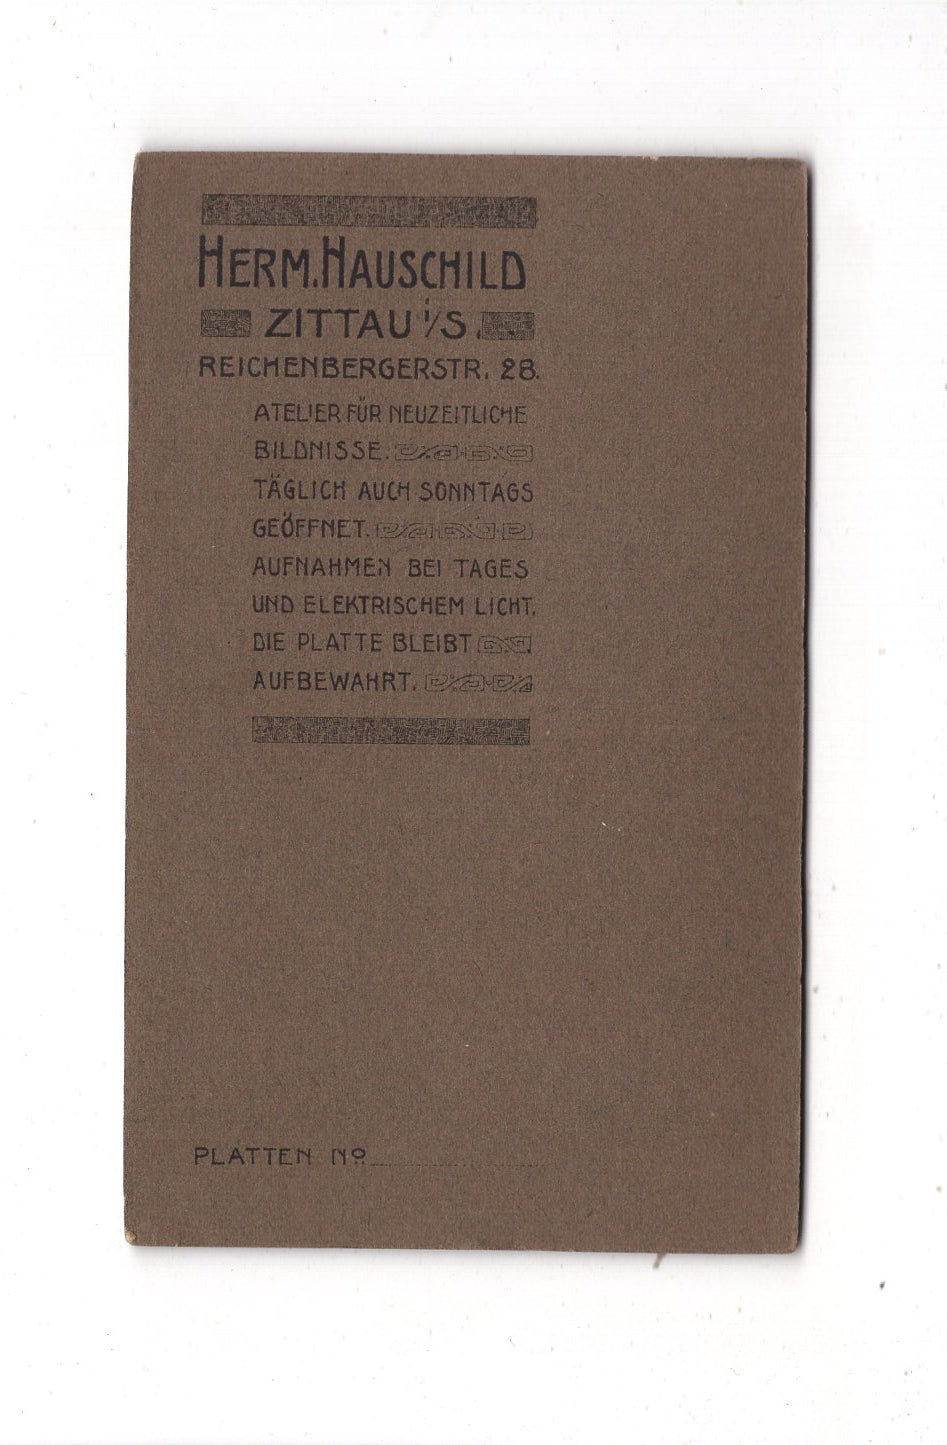 HERM. HAUSCHILD
ZITTAU i/S.
REICHENBERGERSTR. 28.
ATELIER FÜR NEUZEITLICHE
BILDNISSE.
TÄGLICH AUCH SONNTAGS
GEÖFFNET.
AUFNAHMEN BEI TAGES
UND ELEKTRISCHEM LICHT.
DIE PLATTE BLEIBT
AUFBEWAHRT.
PLATTEN No